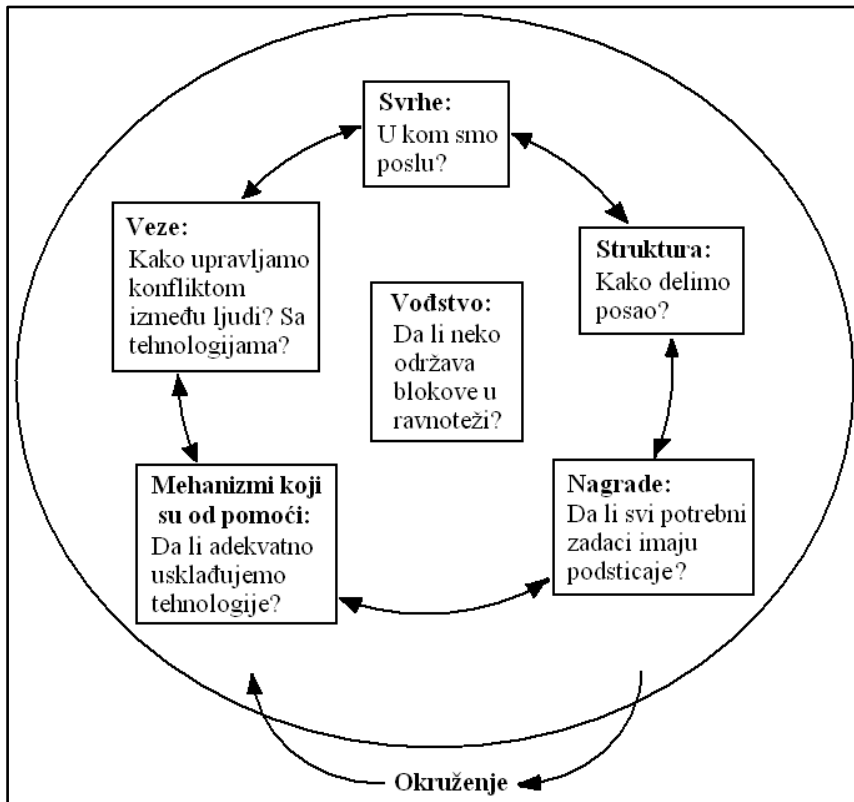 Svrhe:
U kom smo
poslu?
Veze:
Kako upravljamo
konfliktom
između ljudi? Sa
tehnologijama?
Struktura:
Kako delimo
posao?
Vođstvo:
Da li neko
održava
blokove u
ravnoteži?
Mehanizmi koji
su od pomoći:
Da li adekvatno
usklađujemo
tehnologije?
Nagrade:
Da li svi potrebni
zadaci imaju
podsticaje?
Okruženje